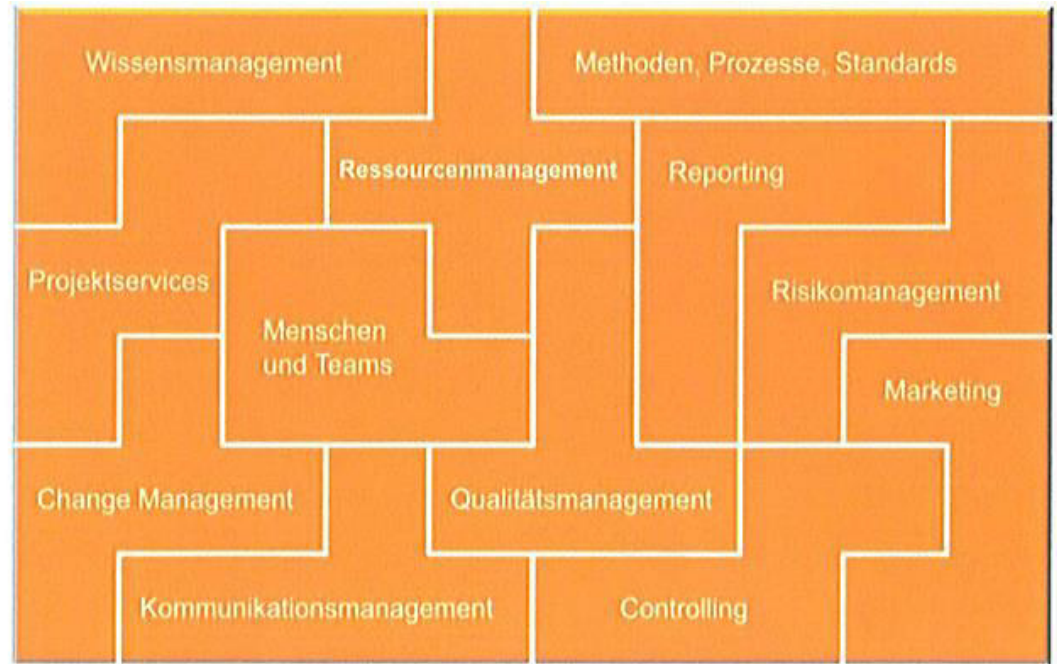 Wissensmanagement
Methoden, Prozesse, Standards
Ressourcenmanagement
Reporting
Projektservices
Risikomanagement
Menschen
und Teams
Marketing
Change Management
Qualitätsmanagement
Kommunikationsmanagement
Controlling